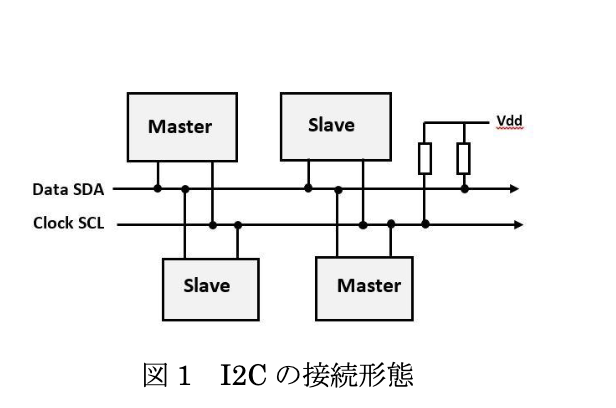 Master
Slave
Vdd
Data SDA
Clock SCL
Slave
Master
図1 I2Cの接続形態